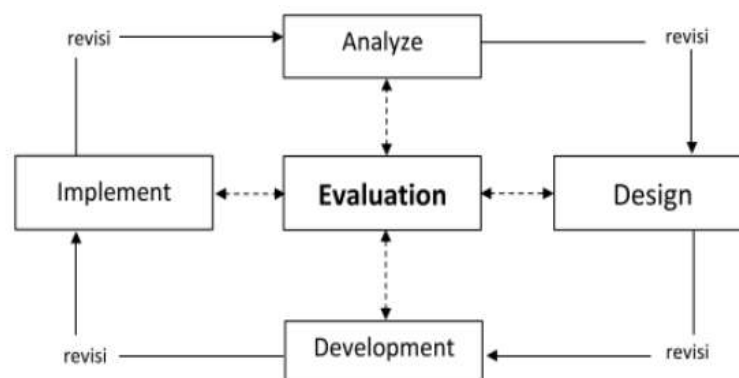 revisi
Analyze
revisi
Implement
Evaluation
Design
revisi
Development
revisi